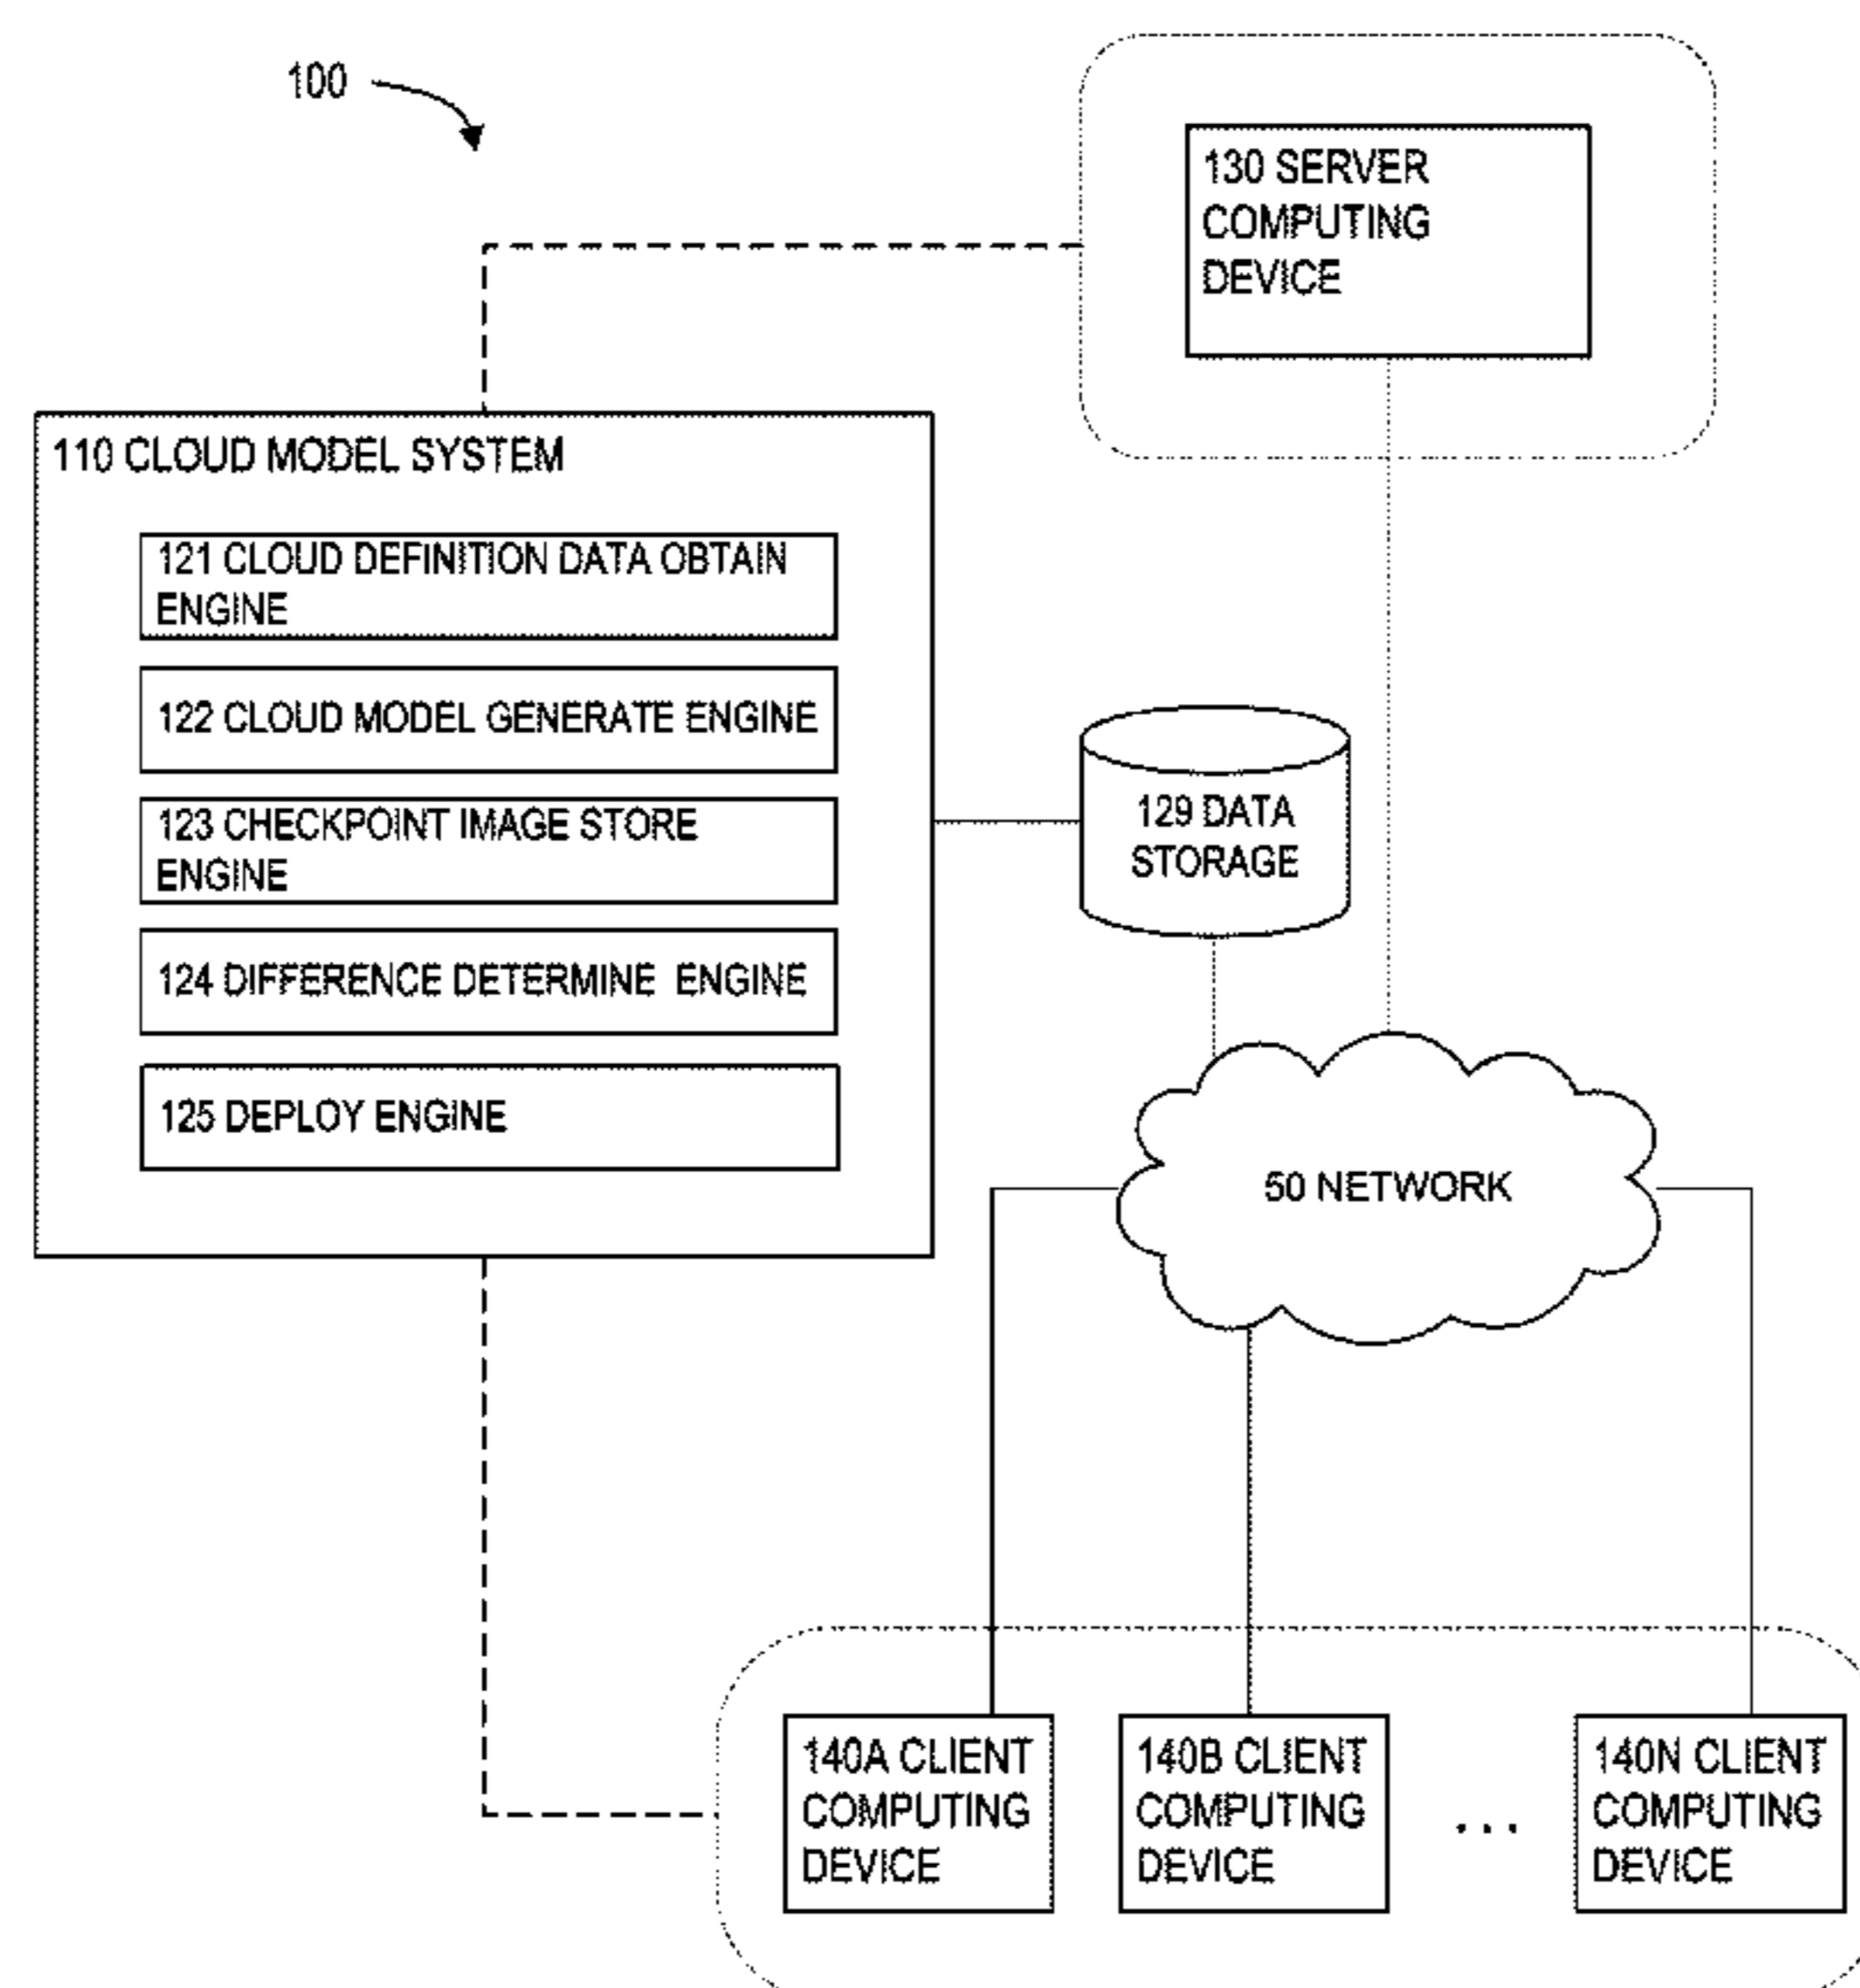 100
130 SERVER
COMPUTING
DEVICE
110 CLOUD MODEL SYSTEM
121 CLOUD DEFINITION DATA OBTAIN
ENGINE
122 CLOUD MODEL GENERATE ENGINE
123 CHECKPOINT IMAGE STORE
ENGINE
124 DIFFERENCE DETERMINE ENGINE
125 DEPLOY ENGINE
129 DATA
STORAGE
50 NETWORK
140A CLIENT
COMPUTING
DEVICE
140B CLIENT
COMPUTING
DEVICE
...
140N CLIENT
COMPUTING
DEVICE